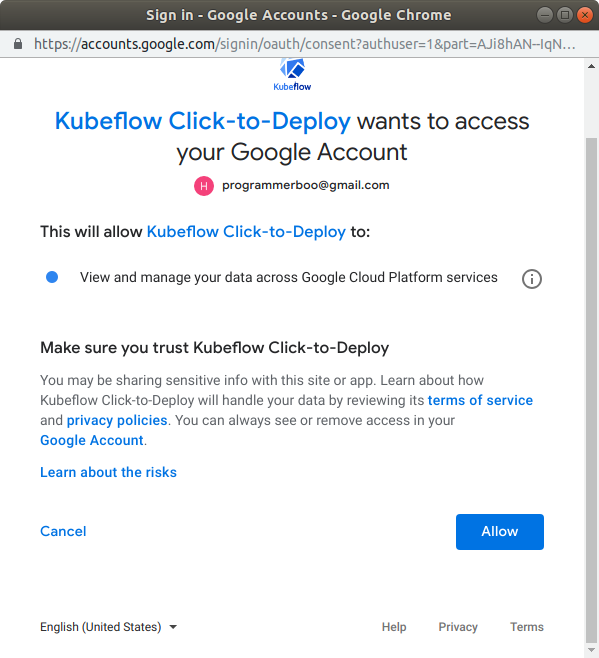 Sign in - Google Accounts - Google Chrome
https://accounts.google.com/signin/oauth/consent?authuser=1&part=AJi8hAN--IqN…
Kubeflow
Kubeflow Click-to-Deploy wants to access
your Google Account
H programmerboo@gmail.com
This will allow Kubeflow Click-to-Deploy to:
View and manage your data across Google Cloud Platform services
Make sure you trust Kubeflow Click-to-Deploy
You may be sharing sensitive info with this site or app. Learn about how
Kubeflow Click-to-Deploy will handle your data by reviewing its terms of service
and privacy policies. You can always see or remove access in your
Google Account.
Learn about the risks
Cancel Allow
English (United States) Help Privacy Terms